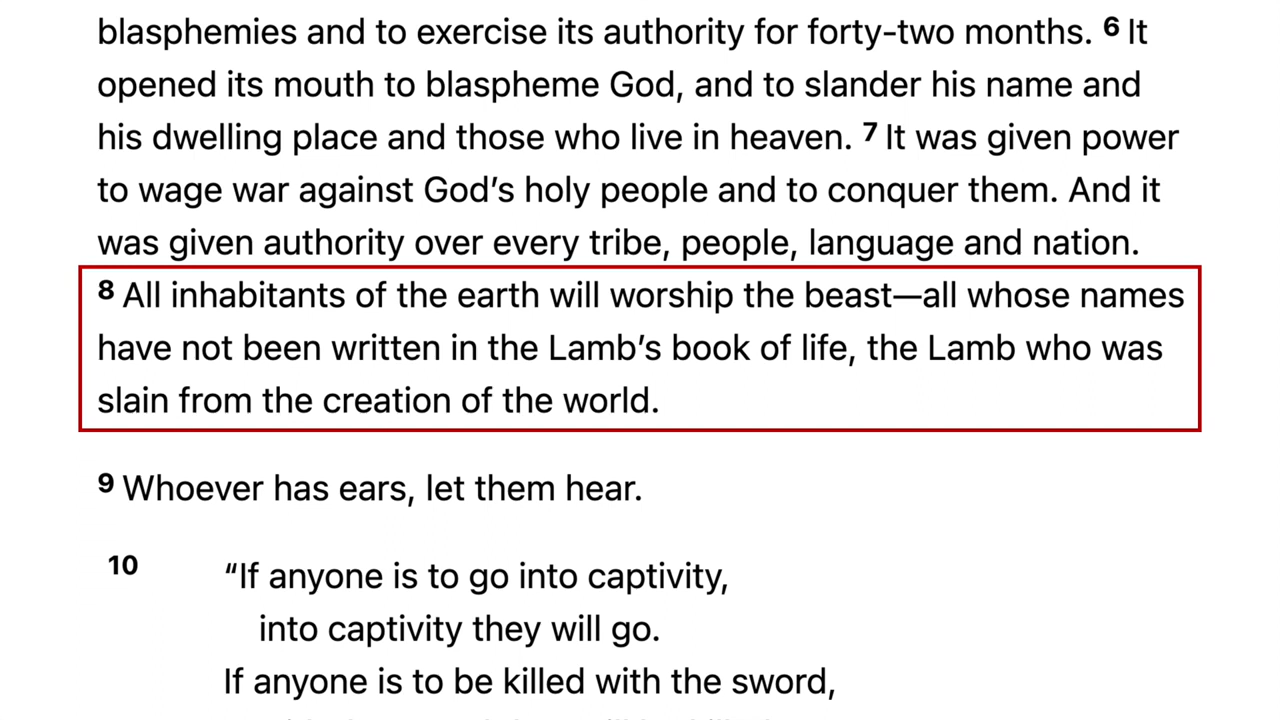 blasphemies and to exercise its authority for forty-two months. 6 It
opened its mouth to blaspheme God, and to slander his name and
his dwelling place and those who live in heaven. 7 It was given power
to wage war against God’s holy people and to conquer them. And it
was given authority over every tribe, people, language and nation.
8 All inhabitants of the earth will worship the beast—all whose names
have not been written in the Lamb’s book of life, the Lamb who was
slain from the creation of the world.
9 Whoever has ears, let them hear.
10 “If anyone is to go into captivity,
into captivity they will go.
If anyone is to be killed with the sword,